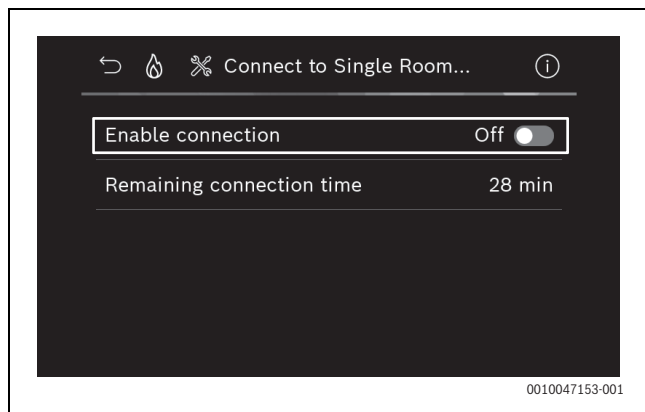 Connect to Single Room...
Enable connection Off
Remaining connection time 28 min
0010047153-001